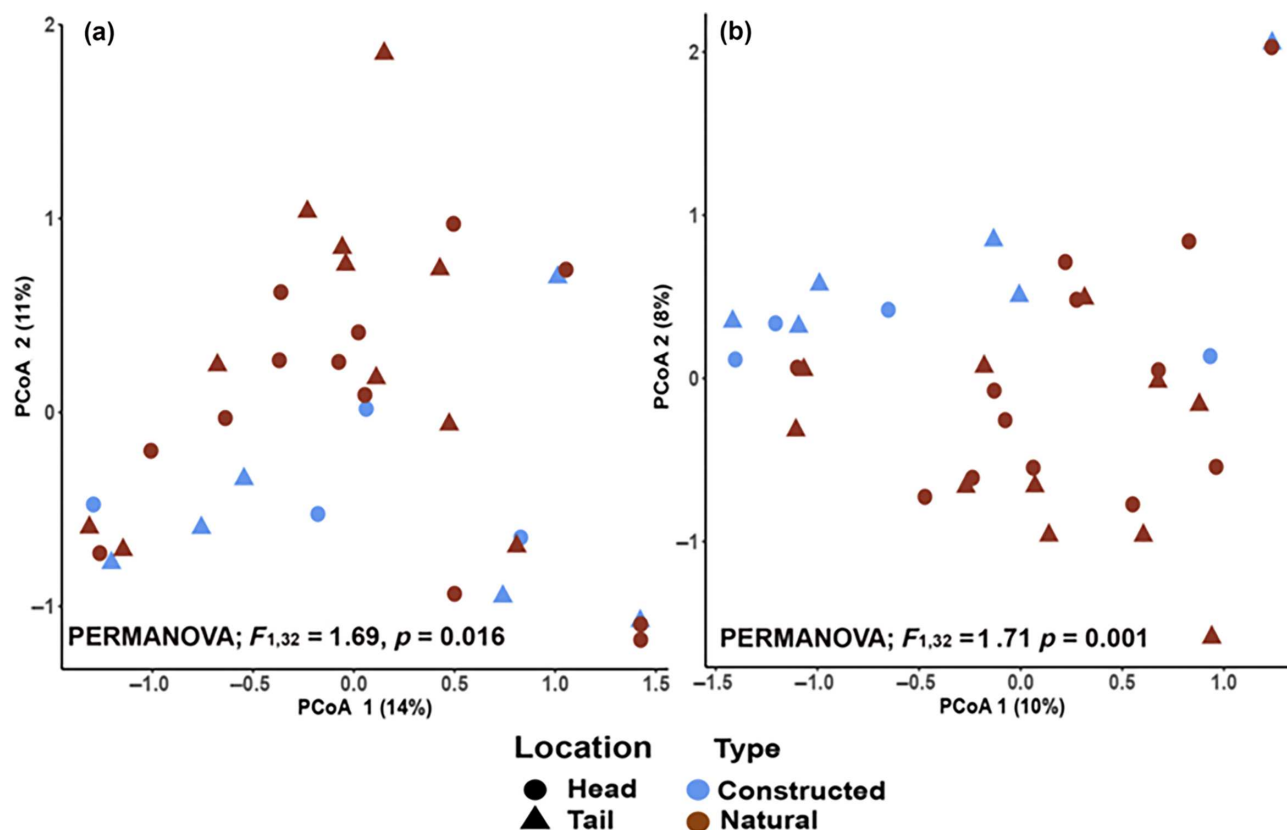 (a)
(b)
2
1
0
−1
PCoA 2 (11%)
PERMANOVA; F1,32 = 1.69, p = 0.016
−1.0
−0.5
0.0
0.5
1.0
1.5
PCoA 1 (14%)
2
1
0
−1
PCoA 2 (8%)
PERMANOVA; F1,32 = 1.71 p = 0.001
−1.5
−1.0
−0.5
0.0
0.5
1.0
PCoA 1 (10%)
Location
Head
Tail
Type
Constructed
Natural